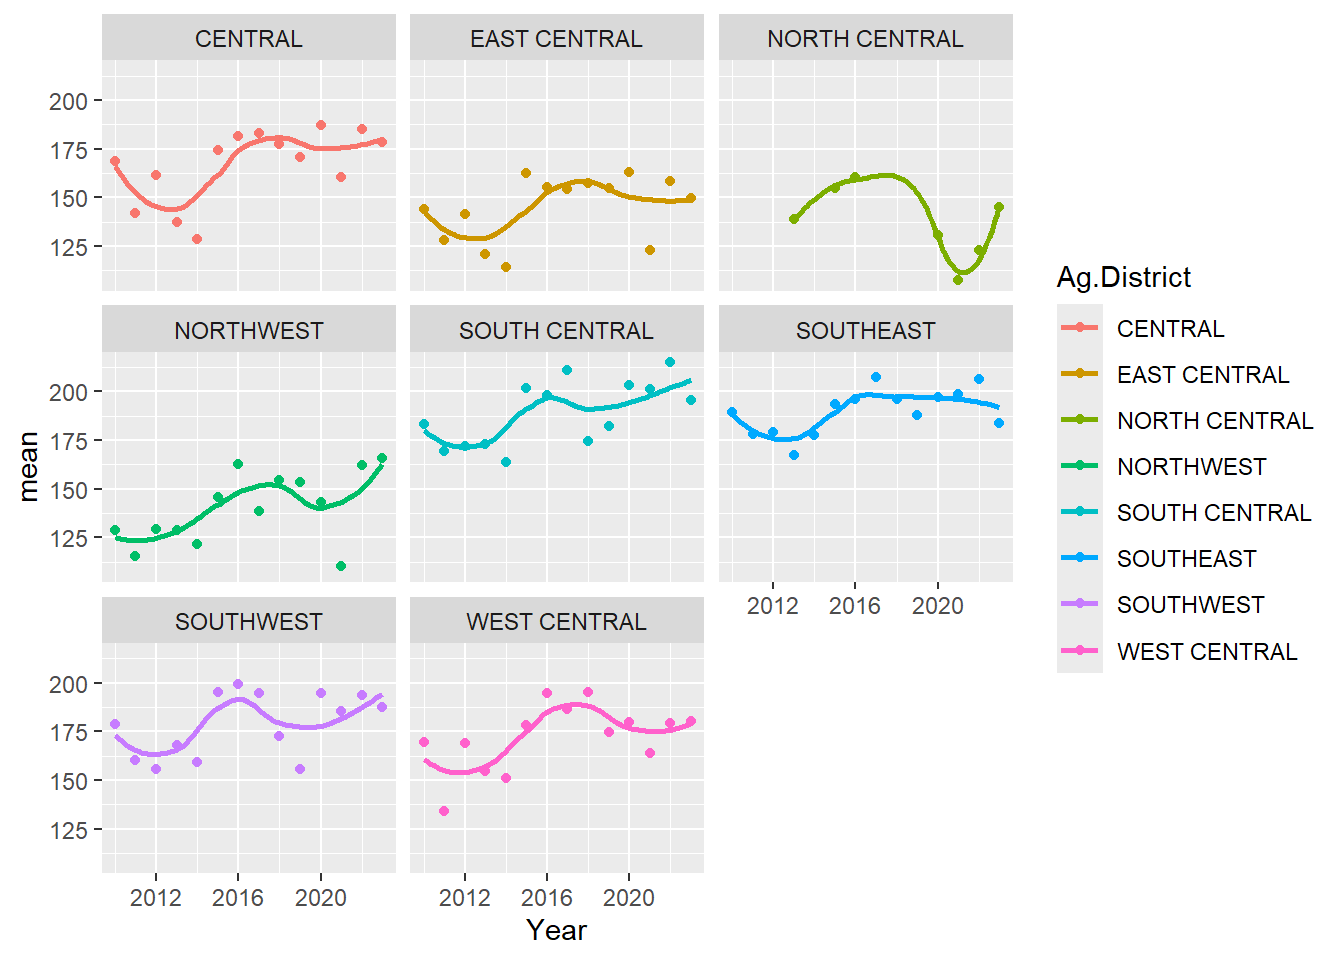 CENTRAL
EAST CENTRAL
NORTH CENTRAL
200
175
150
125
NORTHWEST
SOUTH CENTRAL
SOUTHEAST
200
175
150
125
2012
2016
2020
SOUTHWEST
WEST CENTRAL
200
175
150
125
2012
2016
2020
2012
2016
2020
mean
Year
Ag.District
CENTRAL
EAST CENTRAL
NORTH CENTRAL
NORTHWEST
SOUTH CENTRAL
SOUTHEAST
SOUTHWEST
WEST CENTRAL